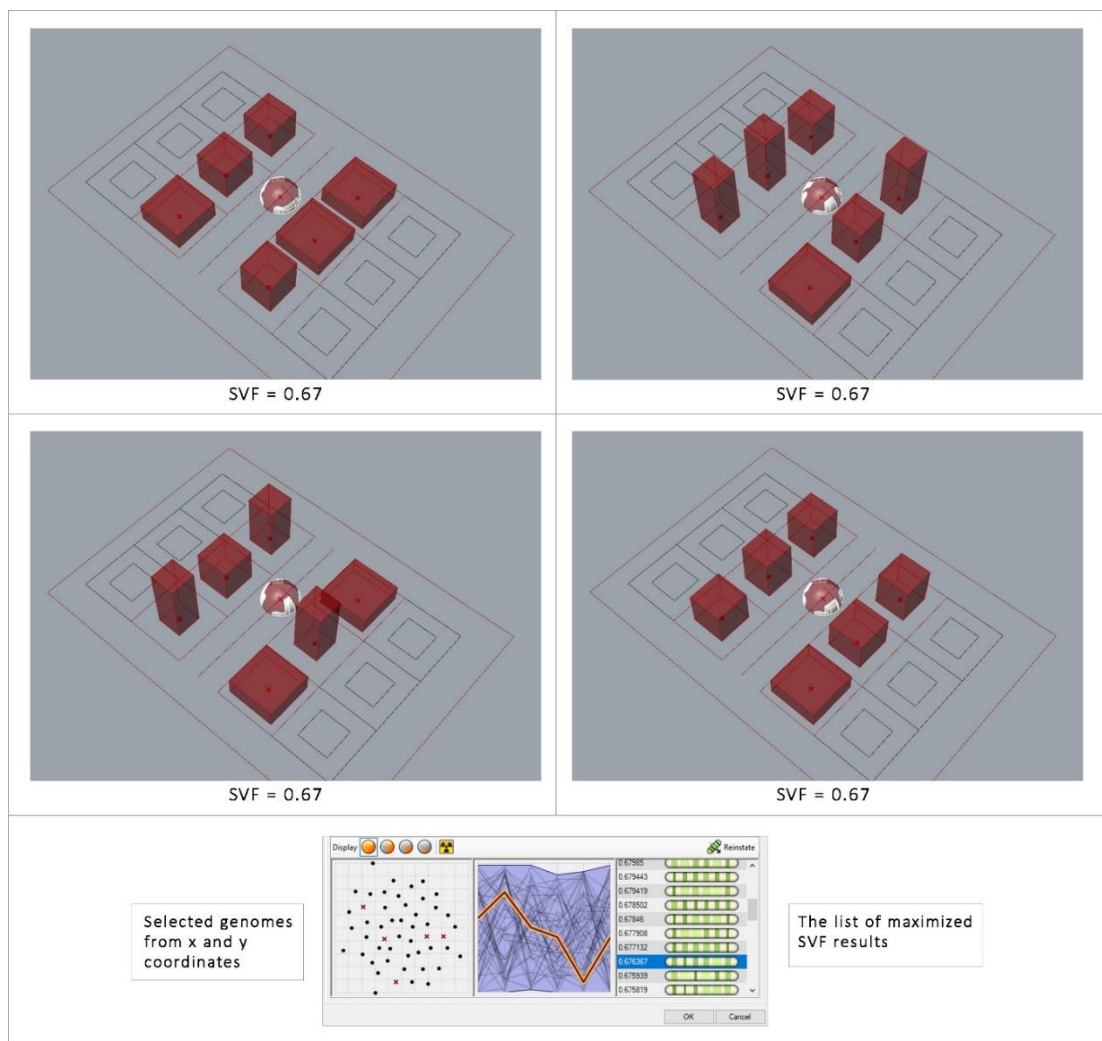 SVF = 0.67
SVF = 0.67
SVF = 0.67
SVF = 0.67
Selected genomes
from x and y
coordinates
Display
Reinstate
0.67985
0.679443
0.679419
0.678502
0.67846
0.677908
0.677132
0.676367
0.675939
0.675819
OK
Cancel
The list of maximized
SVF results